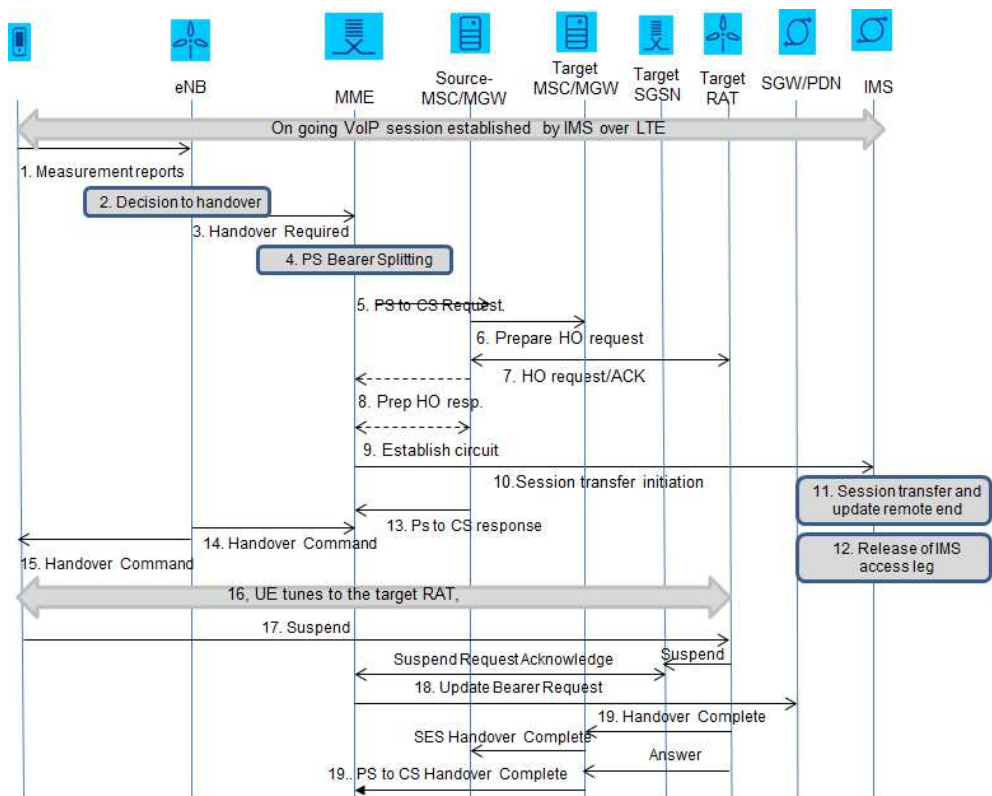 eNB
MME
Source-
MSC/MGW
Target
MSC/MGW
Target
SGSN
Target
RAT
SGW/PDN
IMS
On going VoIP session established by IMS over LTE
1. Measurement reports
2. Decision to handover
3. Handover Required
4. PS Bearer Splitting
5. PS to CS Request.
6. Prepare HO request
7. HO request/ACK
8. Prep HO resp.
9. Establish circuit
10.Session transfer initiation
11. Session transfer and
update remote end
13. Ps to CS response
14. Handover Command
12. Release of IMS
access leg
15. Handover Command
16, UE tunes to the target RAT,
17. Suspend
Suspend
Suspend Request Acknowledge
18. Update Bearer Request
19. Handover Complete
SES Handover Complete
Answer
19.. PS to CS Handover Complete